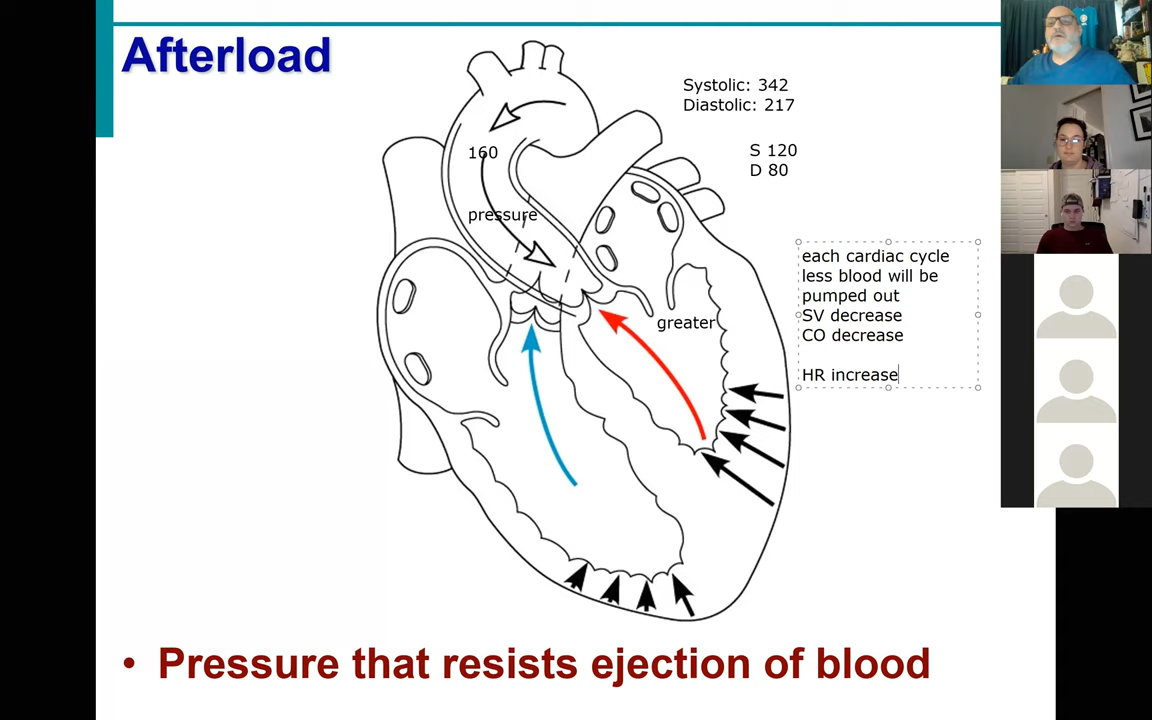 Afterload
Systolic: 342
Diastolic: 217
S 120
D 80
160
pressure
greater
each cardiac cycle
less blood will be
pumped out
SV decrease
CO decrease
HR increase
• Pressure that resists ejection of blood